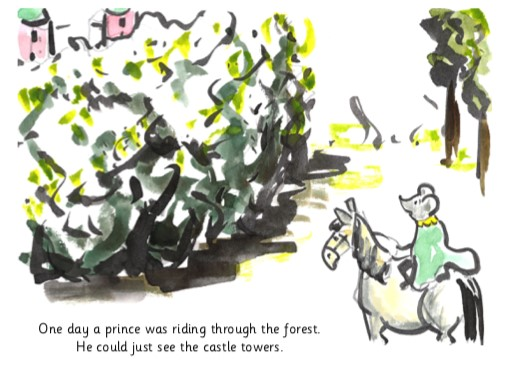 One day a prince was riding through the forest.
He could just see the castle towers.